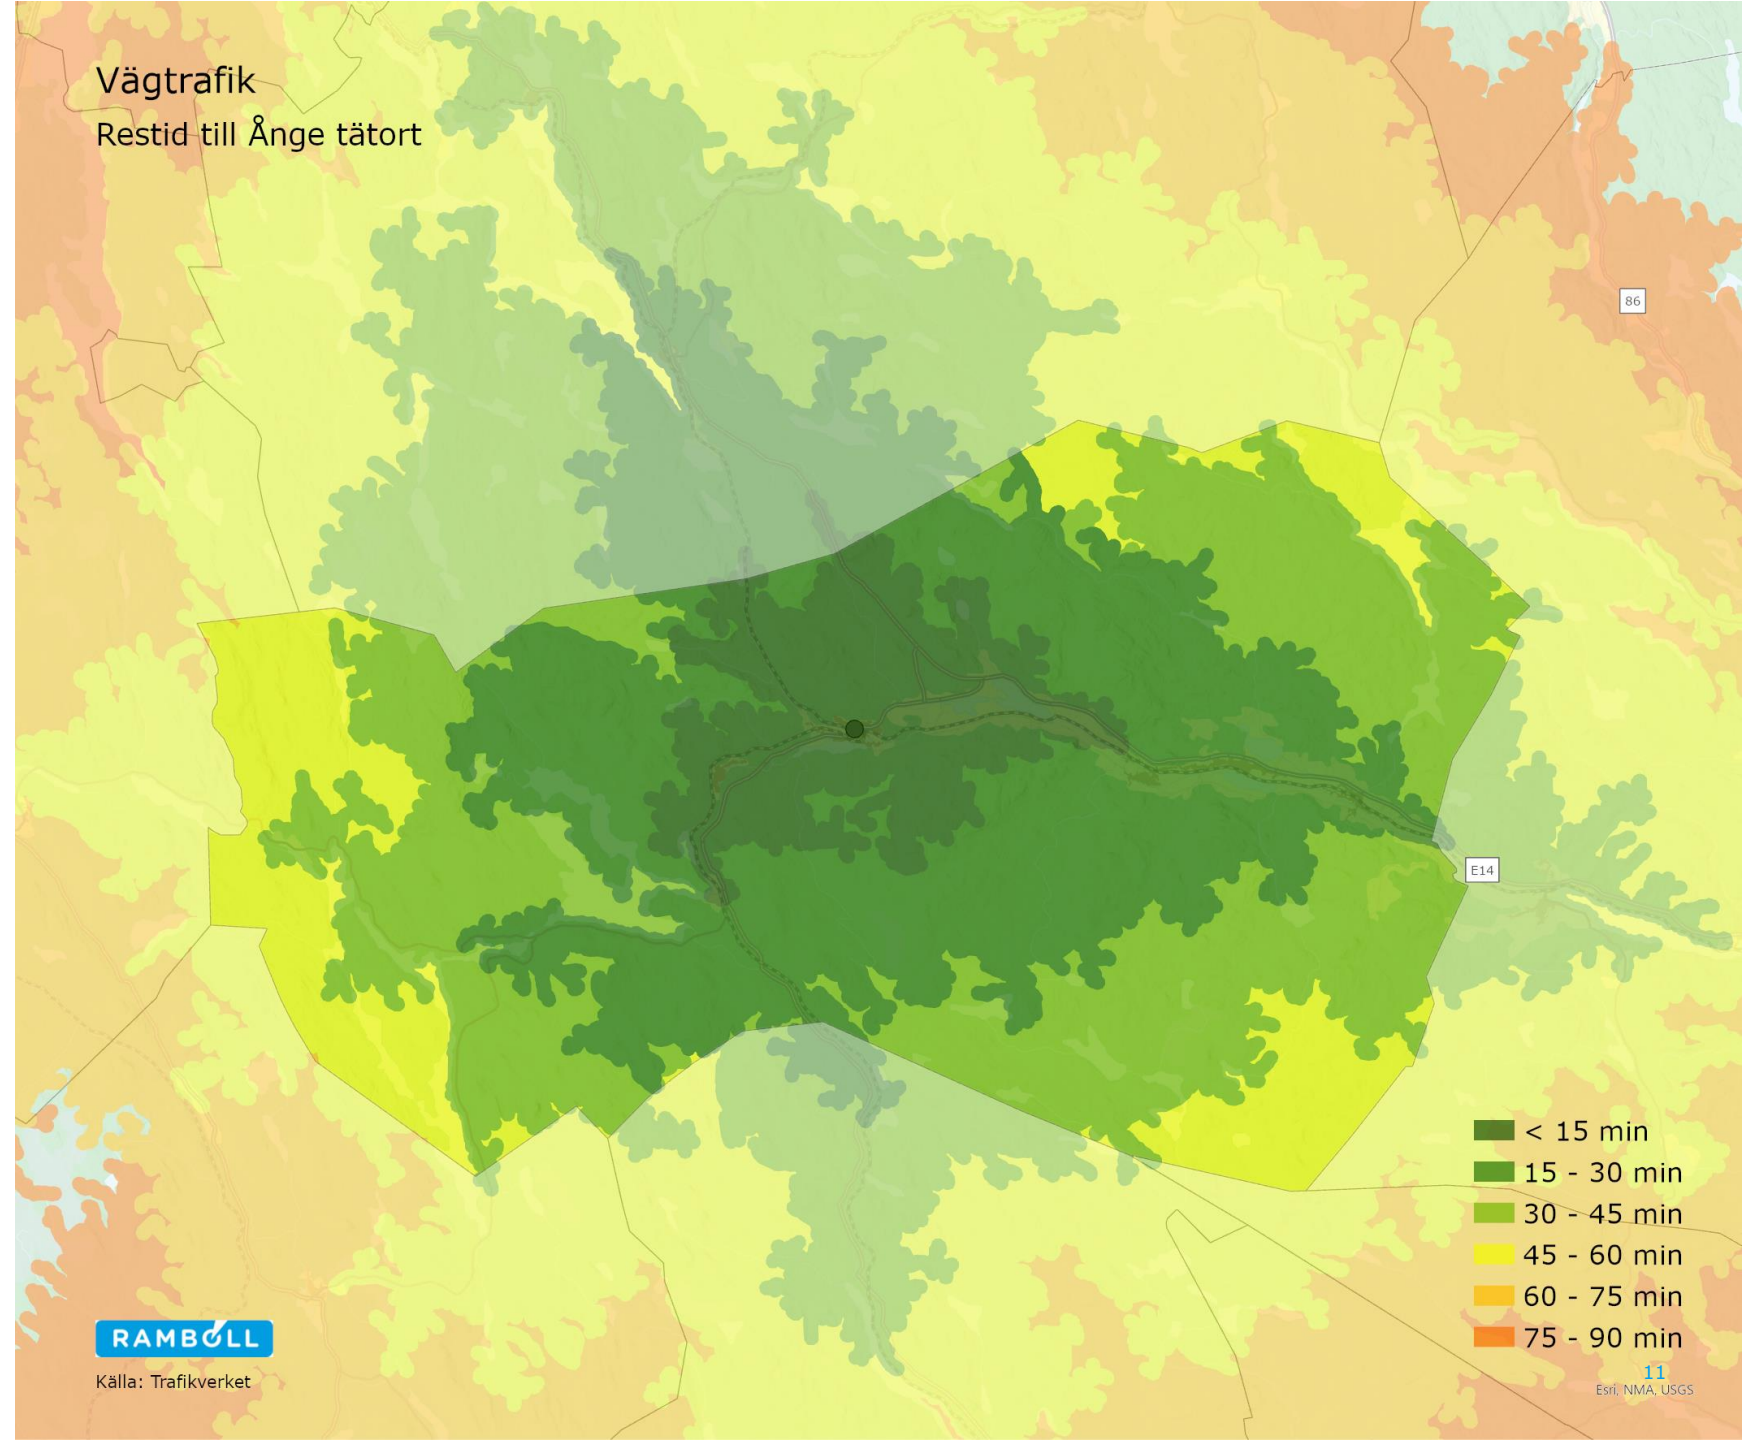 Vägtrafik
Restid till Ånge tätort
86
E14
< 15 min
15 - 30 min
30 - 45 min
45 - 60 min
60 - 75 min
75 - 90 min
RAMBOLL
Källa: Trafikverket
11
Esri, NMA, USGS